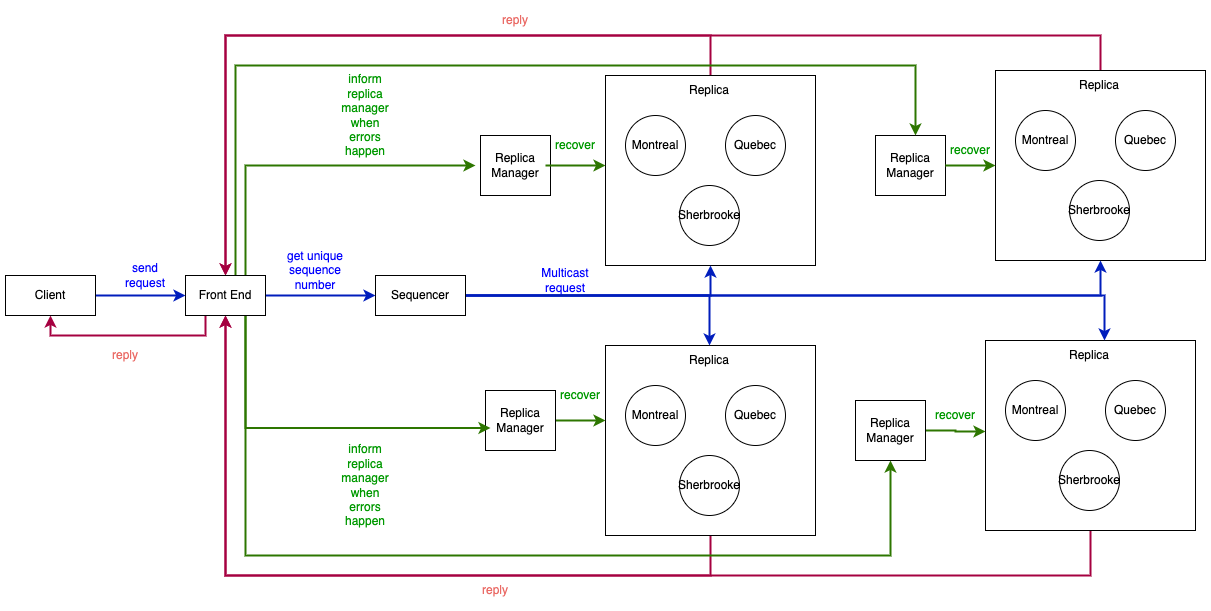 reply
inform
replica
manager
when
errors
happen
Replica
Manager
recover
Replica
Montreal
Quebec
Sherbrooke
Replica
Manager
recover
Replica
Montreal
Quebec
Sherbrooke
Client
send
request
Front End
get unique
sequence
number
Sequencer
Multicast
request
reply
inform
replica
manager
when
errors
happen
Replica
Manager
recover
Replica
Montreal
Quebec
Sherbrooke
Replica
Manager
recover
Replica
Montreal
Quebec
Sherbrooke
reply